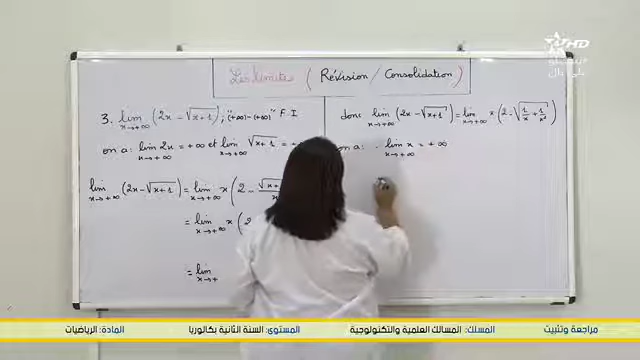 Les limites (Révision / Consolidation)
3. lim x→+∞ (2x - √(x+1)) ; "(+∞) - (+∞)" F.I
on a : lim x→+∞ 2x = +∞ et lim x→+∞ √(x+1) = +
lim x→+∞ (2x - √(x+1)) = lim x→+∞ x(2 -
= lim x→+∞ x(2
= lim x→+
donc lim x→+∞ (2x - √(x+1)) = lim x→+∞ x(2 - √(1/x + 1/x²))
on a : - lim x→+∞ x = +∞
HD
المادة: الرياضيات
المستوى: السنة الثانية بكالوريا
المسلك: المسالك العلمية والتكنولوجية
مراجعة وتثبيت